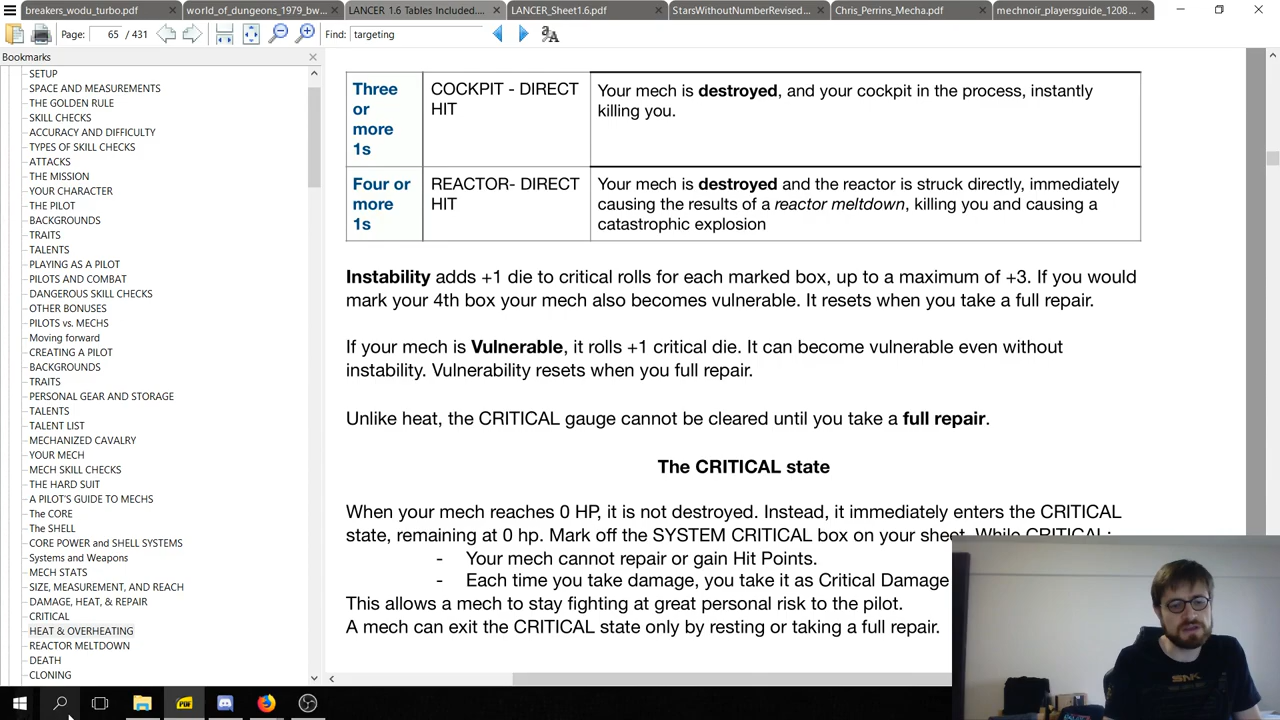 breakers_wodu_turbo.pdf
world_of_dungeons_1979_bw...
LANCER 1.6 Tables Included....
LANCER_Sheet1.6.pdf
StarsWithoutNumberRevised...
Chris_Perrins_Mecha.pdf
mechnoir_playersguide_1208...
Page: 65 / 431
Find: targeting
Bookmarks
SETUP
SPACE AND MEASUREMENTS
THE GOLDEN RULE
SKILL CHECKS
ACCURACY AND DIFFICULTY
TYPES OF SKILL CHECKS
ATTACKS
THE MISSION
YOUR CHARACTER
THE PILOT
BACKGROUNDS
TRAITS
TALENTS
PLAYING AS A PILOT
PILOTS AND COMBAT
DANGEROUS SKILL CHECKS
OTHER BONUSES
PILOTS vs. MECHS
Moving forward
CREATING A PILOT
BACKGROUNDS
TRAITS
PERSONAL GEAR AND STORAGE
TALENTS
TALENT LIST
MECHANIZED CAVALRY
YOUR MECH
MECH SKILL CHECKS
THE HARD SUIT
A PILOT'S GUIDE TO MECHS
The CORE
The SHELL
CORE POWER and SHELL SYSTEMS
Systems and Weapons
MECH STATS
SIZE, MEASUREMENT, AND REACH
DAMAGE, HEAT, & REPAIR
CRITICAL
HEAT & OVERHEATING
REACTOR MELTDOWN
DEATH
CLONING
Three
or
more
1s
COCKPIT - DIRECT
HIT
Your mech is destroyed, and your cockpit in the process, instantly
killing you.
Four or
more
1s
REACTOR- DIRECT
HIT
Your mech is destroyed and the reactor is struck directly, immediately
causing the results of a reactor meltdown, killing you and causing a
catastrophic explosion
Instability adds +1 die to critical rolls for each marked box, up to a maximum of +3. If you would
mark your 4th box your mech also becomes vulnerable. It resets when you take a full repair.
If your mech is Vulnerable, it rolls +1 critical die. It can become vulnerable even without
instability. Vulnerability resets when you full repair.
Unlike heat, the CRITICAL gauge cannot be cleared until you take a full repair.
The CRITICAL state
When your mech reaches 0 HP, it is not destroyed. Instead, it immediately enters the CRITICAL
state, remaining at 0 hp. Mark off the SYSTEM CRITICAL box on your sheet. While CRITICAL:
- Your mech cannot repair or gain Hit Points.
- Each time you take damage, you take it as Critical Damage
This allows a mech to stay fighting at great personal risk to the pilot.
A mech can exit the CRITICAL state only by resting or taking a full repair.
PDF
SNK